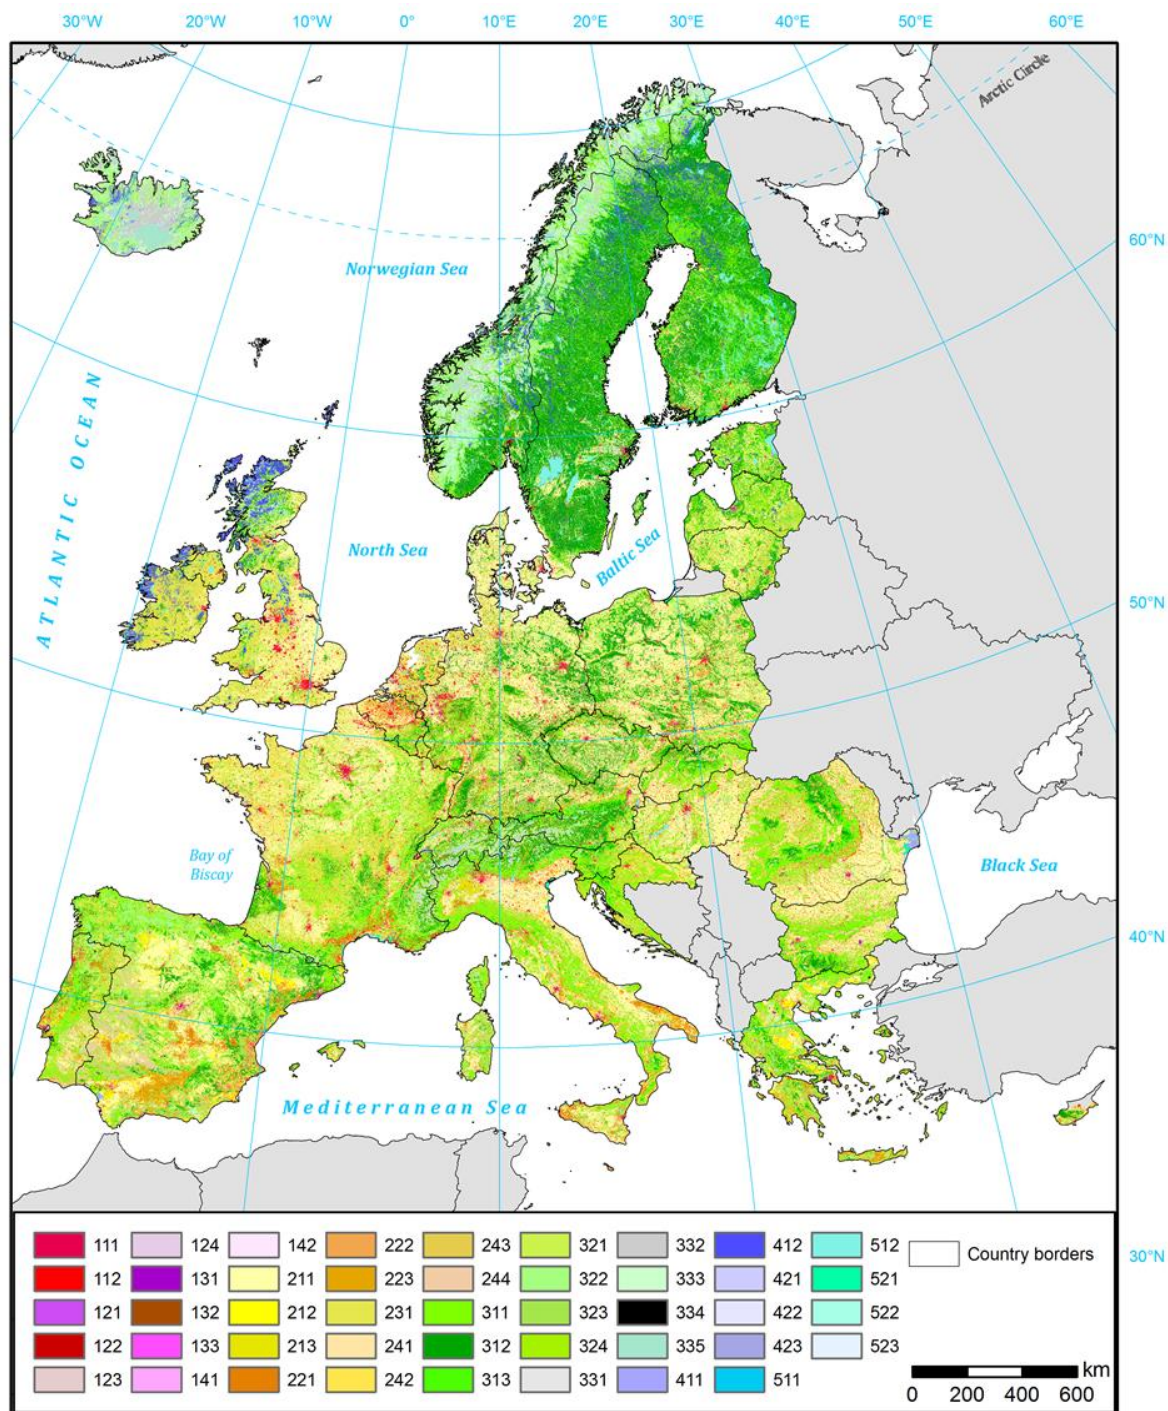 30°W 20°W 10°W 0° 10°E 20°E 30°E 40°E 50°E 60°E
Arctic Circle
60°N
Norwegian Sea
ATLANTIC OCEAN
North Sea
Baltic Sea
50°N
Bay of
Biscay
Black Sea
40°N
Mediterranean Sea
30°N
111 124 142 222 243 321 332 412 512 Country borders
112 131 211 223 244 322 333 421 521
121 132 212 231 311 323 334 422 522
122 133 213 241 312 324 335 423 523
123 141 221 242 313 331 411 511
km
0 200 400 600